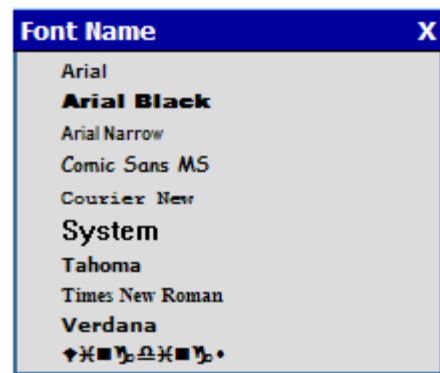 Font Name X
Arial
Arial Black
Arial Narrow
Comic Sans MS
Courier New
System
Tahoma
Times New Roman
Verdana